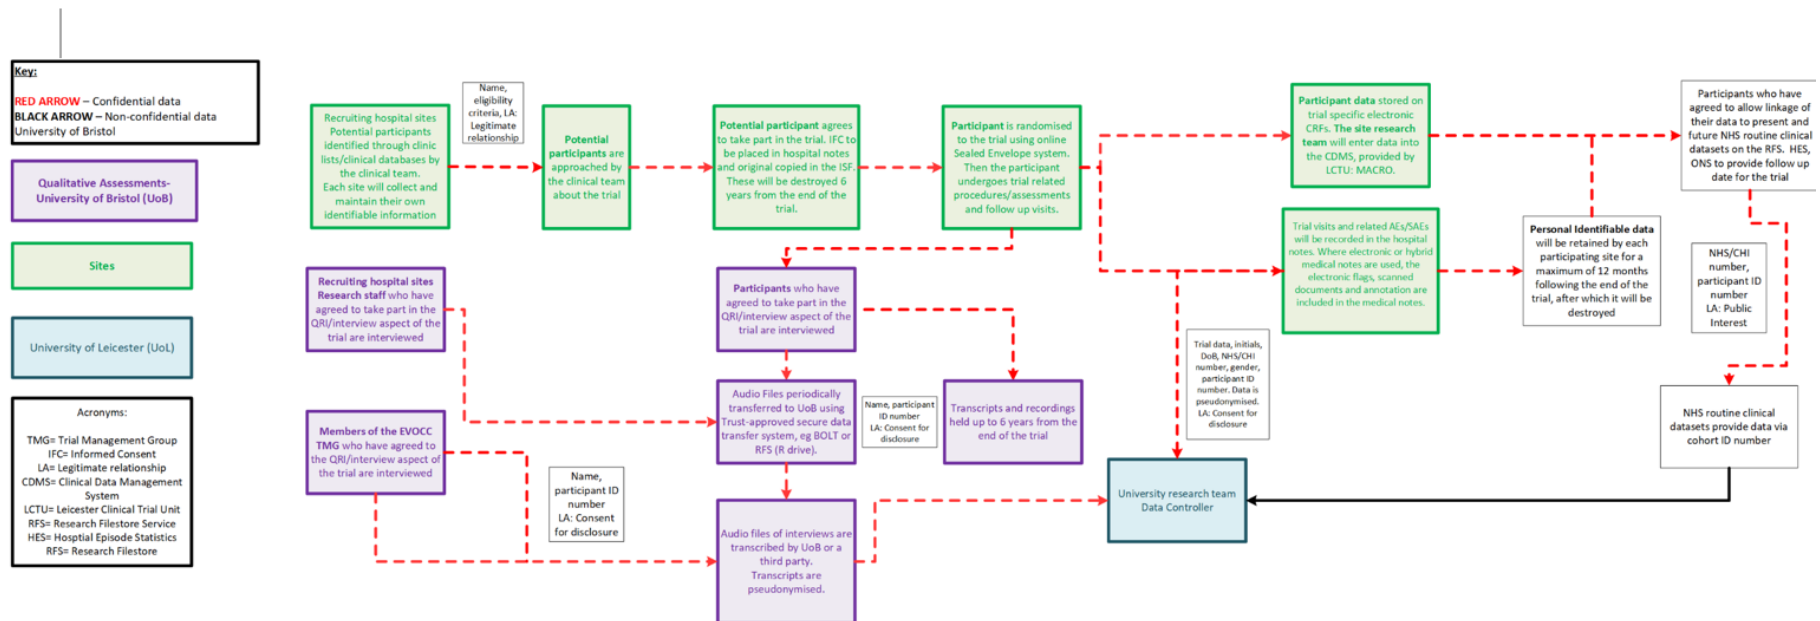 Key:
RED ARROW – Confidential data
BLACK ARROW – Non-confidential data
University of Bristol
Qualitative Assessments-
University of Bristol (UoB)
Sites
University of Leicester (UoL)
Acronyms:
TMG= Trial Management Group
IFC= Informed Consent
LA= Legitimate relationship
CDMS= Clinical Data Management
System
LCTU= Leicester Clinical Trial Unit
RFS= Research Filestore Service
HES= Hosptial Episode Statistics
RFS= Research Filestore
Recruiting hospital sites
Potential participants
identified through clinic
lists/clinical databases by
the clinical team.
Each site will collect and
maintain their own
identifiable information
Name,
eligibility
criteria, LA:
Legitimate
relationship
Potential
participants are
approached by
the clinical team
about the trial
Potential participant agrees
to take part in the trial. IFC to
be placed in hospital notes
and original copied in the ISF.
These will be destroyed 6
years from the end of the
trial.
Participant is randomised
to the trial using online
Sealed Envelope system.
Then the participant
undergoes trial related
procedures/assessments
and follow up visits.
Participant data stored on
trial specific electronic
CRFs. The site research
team will enter data into
the CDMS, provided by
LCTU: MACRO.
Participants who have
agreed to allow linkage of
their data to present and
future NHS routine clinical
datasets on the RFS. HES,
ONS to provide follow up
date for the trial
Trial visits and related AEs/SAEs
will be recorded in the hospital
notes. Where electronic or hybrid
medical notes are used, the
electronic flags, scanned
documents and annotation are
included in the medical notes.
Personal Identifiable data
will be retained by each
participating site for a
maximum of 12 months
following the end of the
trial, after which it will be
destroyed
NHS/CHI
number,
participant ID
number
LA: Public
Interest
Recruiting hospital sites
Research staff who have
agreed to take part in the
QRI/interview aspect of the
trial are interviewed
Participants who have
agreed to take part in the
QRI/interview aspect of the
trial are interviewed
Trial data, initials,
DoB, NHS/CHI
number, gender,
participant ID
number. Data is
pseudonymised.
LA: Consent for
disclosure
Audio Files periodically
transferred to UoB using
Trust-approved secure data
transfer system, eg BOLT or
RFS (R drive).
Name, participant
ID number
LA: Consent for
disclosure
Transcripts and recordings
held up to 6 years from the
end of the trial
NHS routine clinical
datasets provide data via
cohort ID number
Members of the EVOCC
TMG who have agreed to
the QRI/interview aspect of
the trial are interviewed
Name,
participant ID
number
LA: Consent
for disclosure
University research team
Data Controller
Audio files of interviews are
transcribed by UoB or a
third party.
Transcripts are
pseudonymised.